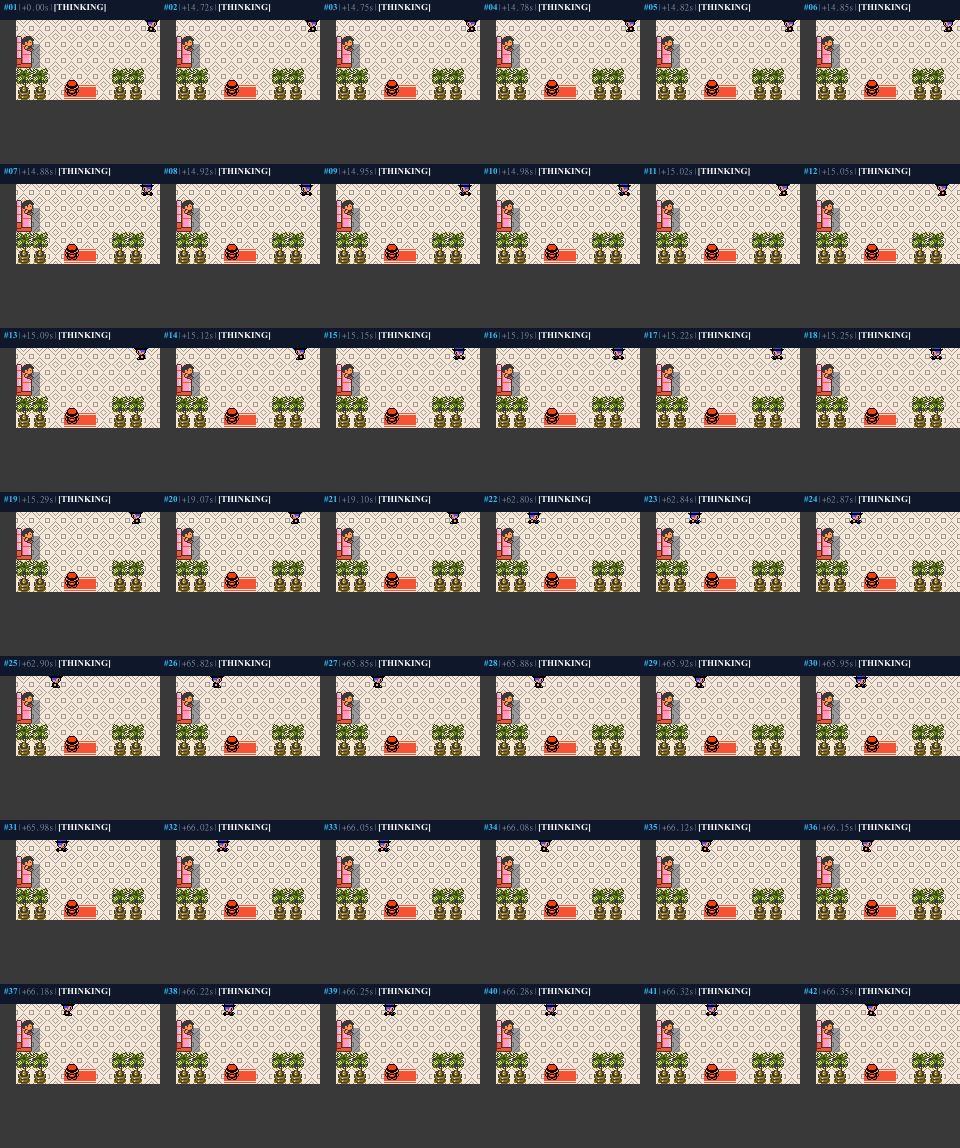 #01 | +0.00s | [THINKING] #02 | +14.72s | [THINKING] #03 | +14.75s | [THINKING] #04 | +14.78s | [THINKING] #05 | +14.82s | [THINKING] #06 | +14.85s | [THINKING]
#07 | +14.88s | [THINKING] #08 | +14.92s | [THINKING] #09 | +14.95s | [THINKING] #10 | +14.98s | [THINKING] #11 | +15.02s | [THINKING] #12 | +15.05s | [THINKING]
#13 | +15.09s | [THINKING] #14 | +15.12s | [THINKING] #15 | +15.15s | [THINKING] #16 | +15.19s | [THINKING] #17 | +15.22s | [THINKING] #18 | +15.25s | [THINKING]
#19 | +15.29s | [THINKING] #20 | +19.07s | [THINKING] #21 | +19.10s | [THINKING] #22 | +62.80s | [THINKING] #23 | +62.84s | [THINKING] #24 | +62.87s | [THINKING]
#25 | +62.90s | [THINKING] #26 | +65.82s | [THINKING] #27 | +65.85s | [THINKING] #28 | +65.88s | [THINKING] #29 | +65.92s | [THINKING] #30 | +65.95s | [THINKING]
#31 | +65.98s | [THINKING] #32 | +66.02s | [THINKING] #33 | +66.05s | [THINKING] #34 | +66.08s | [THINKING] #35 | +66.12s | [THINKING] #36 | +66.15s | [THINKING]
#37 | +66.18s | [THINKING] #38 | +66.22s | [THINKING] #39 | +66.25s | [THINKING] #40 | +66.28s | [THINKING] #41 | +66.32s | [THINKING] #42 | +66.35s | [THINKING]